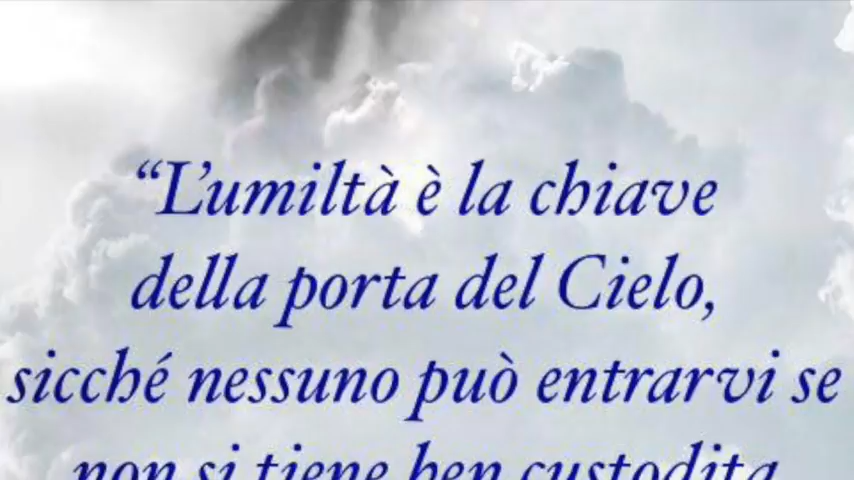 “L’umiltà è la chiave
della porta del Cielo,
sicché nessuno può entrarvi se
non si tiene ben custodita